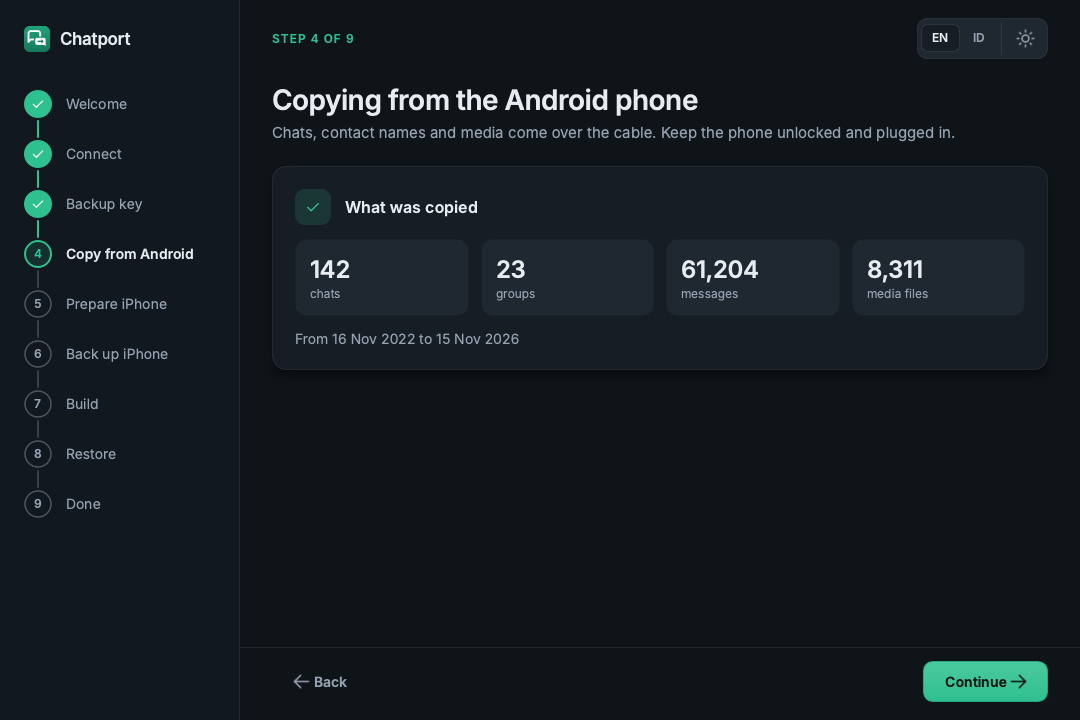 Chatport
Welcome
Connect
Backup key
4 Copy from Android
5 Prepare iPhone
6 Back up iPhone
7 Build
8 Restore
9 Done
STEP 4 OF 9
EN ID
Copying from the Android phone
Chats, contact names and media come over the cable. Keep the phone unlocked and plugged in.
What was copied
142 23 61,204 8,311
chats groups messages media files
From 16 Nov 2022 to 15 Nov 2026
Back Continue